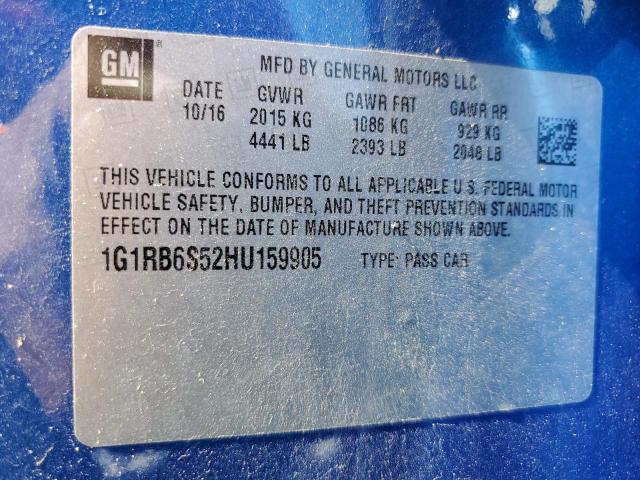 GM ®
MFD BY GENERAL MOTORS LLC
DATE GVWR GAWR FRT GAWR RR
10/16 2015 KG 1086 KG 929 KG
4441 LB 2393 LB 2048 LB
THIS VEHICLE CONFORMS TO ALL APPLICABLE U.S. FEDERAL MOTOR
VEHICLE SAFETY, BUMPER, AND THEFT PREVENTION STANDARDS IN
EFFECT ON THE DATE OF MANUFACTURE SHOWN ABOVE.
1G1RB6S52HU159905 TYPE: PASS CAR